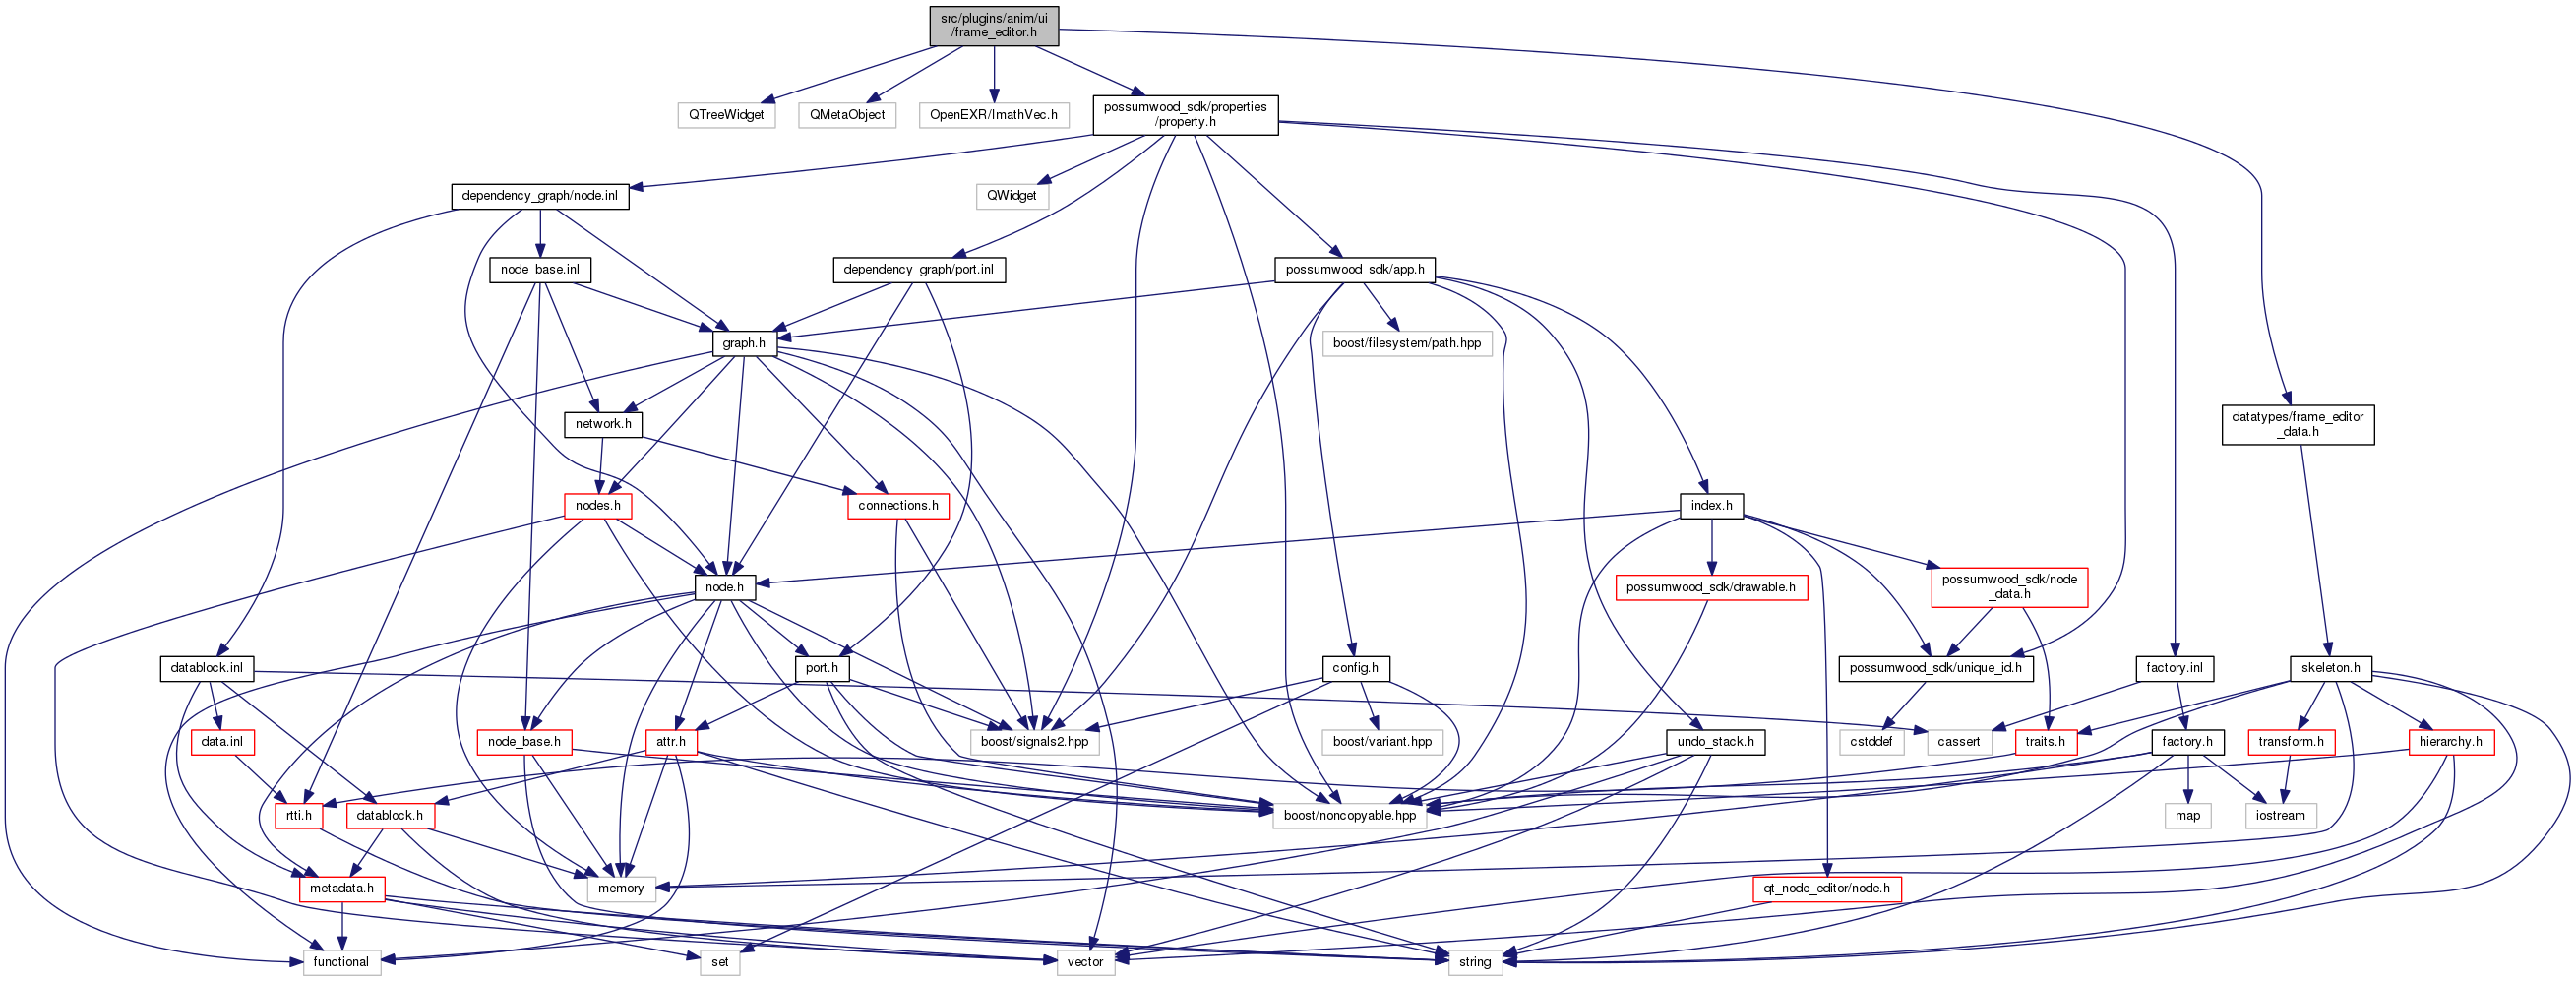 src/plugins/anim/ui
/frame_editor.h
QTreeWidget
QMetaObject
OpenEXR/ImathVec.h
possumwood_sdk/properties
/property.h
dependency_graph/node.inl
QWidget
node_base.inl
dependency_graph/port.inl
possumwood_sdk/app.h
graph.h
boost/filesystem/path.hpp
network.h
datatypes/frame_editor
_data.h
nodes.h
connections.h
index.h
node.h
possumwood_sdk/drawable.h
possumwood_sdk/node
_data.h
datablock.inl
port.h
config.h
possumwood_sdk/unique_id.h
factory.inl
skeleton.h
data.inl
node_base.h
attr.h
boost/signals2.hpp
boost/variant.hpp
undo_stack.h
cstddef
cassert
traits.h
factory.h
transform.h
hierarchy.h
rtti.h
datablock.h
boost/noncopyable.hpp
map
iostream
metadata.h
memory
qt_node_editor/node.h
functional
set
vector
string